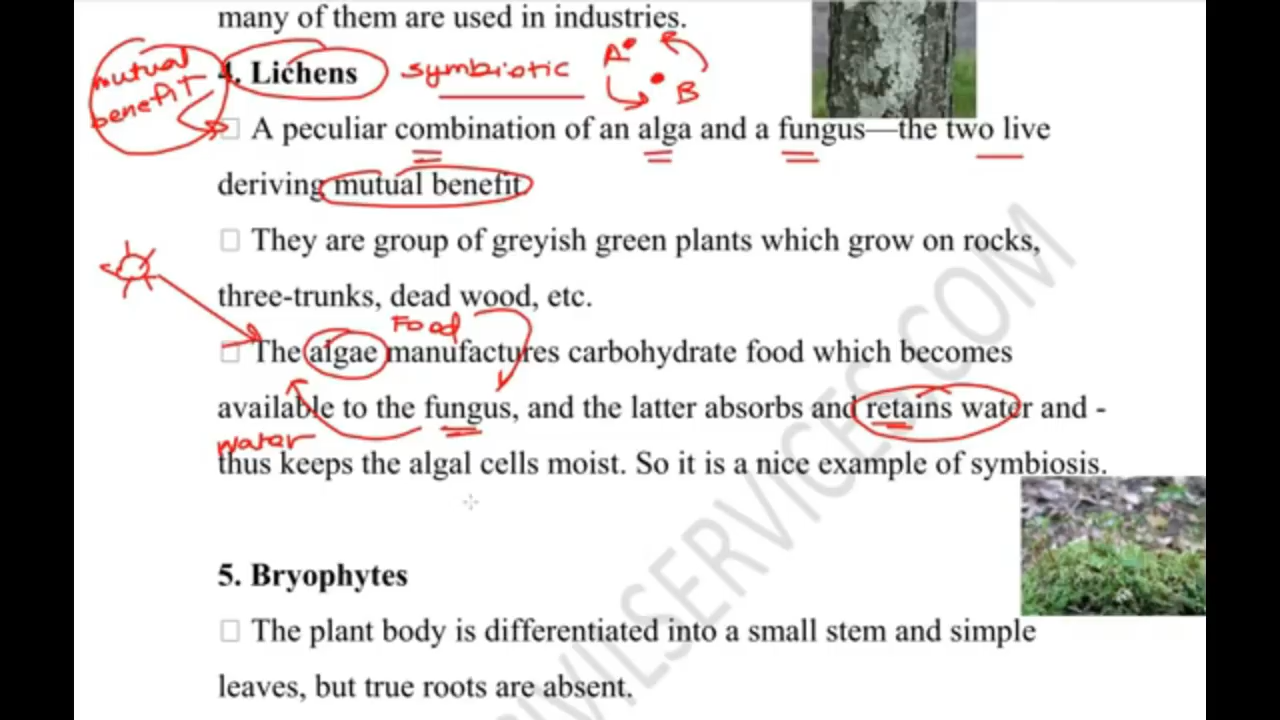 many of them are used in industries.
mutual
benefit
4. Lichens symbiotic A B
A peculiar combination of an alga and a fungus—the two live
deriving mutual benefit
They are group of greyish green plants which grow on rocks,
three-trunks, dead wood, etc.
Food
The algae manufactures carbohydrate food which becomes
available to the fungus, and the latter absorbs and retains water and -
water
thus keeps the algal cells moist. So it is a nice example of symbiosis.
5. Bryophytes
The plant body is differentiated into a small stem and simple
leaves, but true roots are absent.
CIVILSERVICES.COM